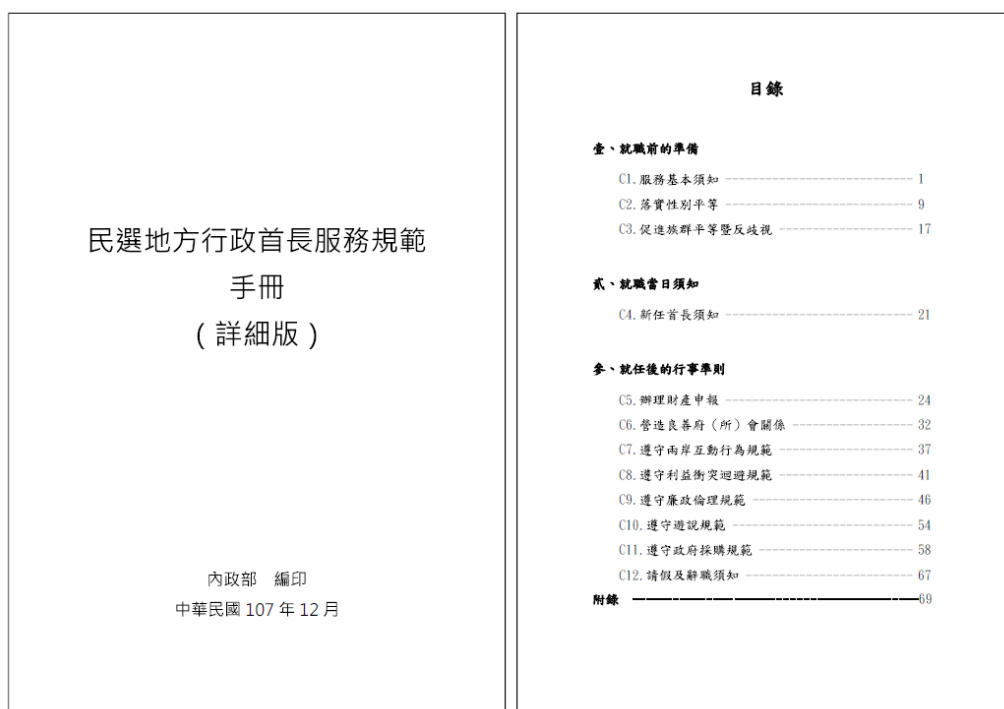 民選地方行政首長服務規範
手冊
(詳細版)
內政部 編印
中華民國 107 年 12 月
目錄
壹、就職前的準備
C1.服務基本須知 ---------------------------- 1
C2.落實性別平等 ---------------------------- 9
C3.促進族群平等暨反歧視 -------------------- 17
貳、就職當日須知
C4.新任首長須知 ---------------------------- 21
參、就任後的行事準則
C5.辦理財產申報 ---------------------------- 24
C6.營造良善府（所）會關係 ------------------ 32
C7.遵守兩岸互動行為規範 -------------------- 37
C8.遵守利益衝突迴避規範 -------------------- 41
C9.遵守廉政倫理規範 ------------------------ 46
C10.遵守遊說規範 --------------------------- 54
C11.遵守政府採購規範 ----------------------- 58
C12.請假及辭職須知 ------------------------- 67
附錄 ----------------------------------------69